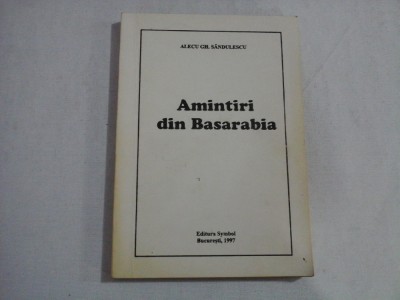 ALECU GH. SĂNDULESCU
Amintiri
din Basarabia
Editura Symbol
București, 1997